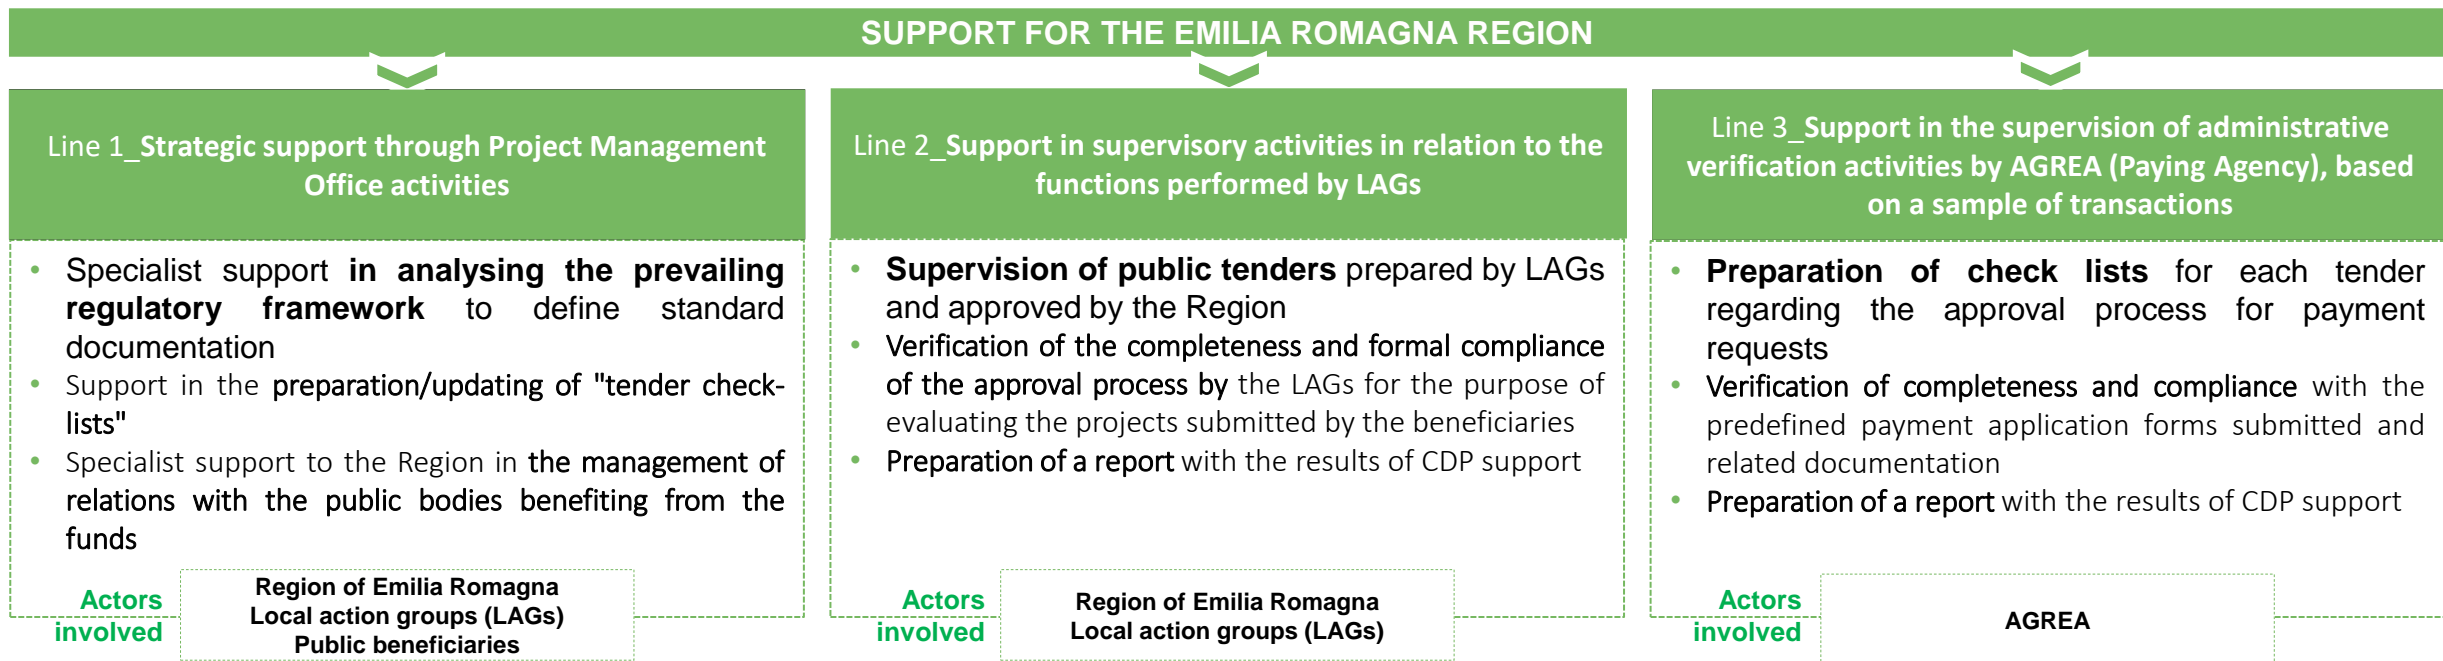 SUPPORT FOR THE EMILIA ROMAGNA REGION
Line 1_Strategic support through Project Management
Office activities
• Specialist support in analysing the prevailing
regulatory framework to define standard
documentation
• Support in the preparation/updating of "tender check-
lists"
• Specialist support to the Region in the management of
relations with the public bodies benefiting from the
funds
Actors
involved
Region of Emilia Romagna
Local action groups (LAGs)
Public beneficiaries
Line 2_Support in supervisory activities in relation to the
functions performed by LAGs
• Supervision of public tenders prepared by LAGs
and approved by the Region
• Verification of the completeness and formal compliance
of the approval process by the LAGs for the purpose of
evaluating the projects submitted by the beneficiaries
• Preparation of a report with the results of CDP support
Actors
involved
Region of Emilia Romagna
Local action groups (LAGs)
Line 3_Support in the supervision of administrative
verification activities by AGREA (Paying Agency), based
on a sample of transactions
• Preparation of check lists for each tender
regarding the approval process for payment
requests
• Verification of completeness and compliance with the
predefined payment application forms submitted and
related documentation
• Preparation of a report with the results of CDP support
Actors
involved
AGREA